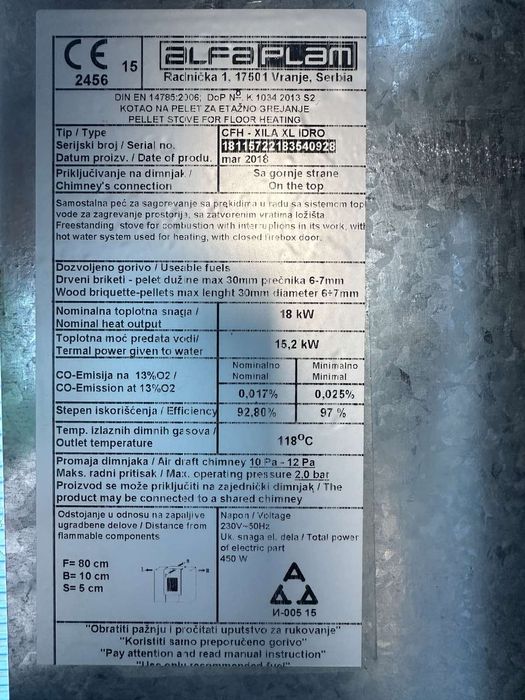 CE 15
2456
ALFA PLAM
Radnička 1, 17501 Vranje, Serbia
DIN EN 14785:2006; DoP Nº. K 1034 2013 S2
KOTAO NA PELET ZA ETAŽNO GREJANJE
PELLET STOVE FOR FLOOR HEATING
Tip / Type CFH - XILA XL IDRO
Serijski broj / Serial no. 18115722183540928
Datum proizv. / Date of produ. mar 2018
Priključivanje na dimnjak / Sa gornje strane
Chimney's connection On the top
Samostalna peć za sagorevanje sa prekidima u radu sa sistemom top
vode za zagrevanje prostorija, sa zatvorenim vratima ložišta
Freestanding stove for combustion with interruptions in its work, with
hot water system used for heating, with closed firebox door.
Dozvoljeno gorivo / Useable fuels
Drveni briketi - pelet dužine max 30mm prečnika 6-7mm
Wood briquette-pellets max lenght 30mm diameter 6÷7mm
Nominalna toplotna snaga / 18 kW
Nominal heat output
Toplotna moć predata vodi/ 15,2 kW
Termal power given to water
CO-Emisija na 13%O2 / Nominalno Minimalno
CO-Emission at 13%O2 Nominal Minimal
0,017% 0,025%
Stepen iskorišćenja / Efficiency 92,80% 97 %
Temp. izlaznih dimnih gasova / 118°C
Outlet temperature
Promaja dimnjaka / Air draft chimney 10 Pa - 12 Pa
Maks. radni pritisak / Max. operating pressure 2,0 bar
Proizvod se može priključiti na zajednički dimnjak / The
product may be connected to a shared chimney
Odstojanje u odnosu na zapaljive
ugradbene delove / Distance from
flammable components
F= 80 cm
B= 10 cm
S= 5 cm
Napon / Voltage
230V~50Hz
Uk. snaga el. dela / Total power
of electric part
450 W
A
A A
И-005 15
"Obratiti pažnju i pročitati uputstvo za rukovanje"
"Koristiti samo preporučeno gorivo"
"Pay attention and read manual instruction"
"Use only recommended fuel"